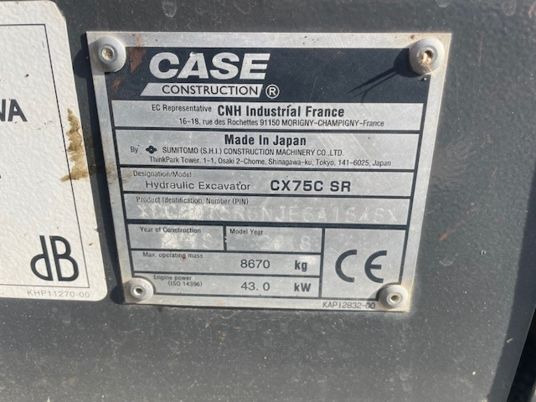 CASE
CONSTRUCTION ®
EC Representative CNH Industrial France
16-18, rue des Rochettes 91150 MORIGNY-CHAMPIGNY-France
Made in Japan
By SUMITOMO (S.H.I.) CONSTRUCTION MACHINERY CO.,LTD.
ThinkPark Tower. 1-1, Osaki 2-Chome, Shinagawa-ku, Tokyo, 141-6025, Japan
Designation/Model
Hydraulic Excavator CX75C SR
Product Identification Number (PIN)
Year of Construction Model Year
Max. operating mass 8670 kg
Engine power
(ISO 14396) 43.0 kW
CE
KAP12832-00
WA
dB
KHP11270-00